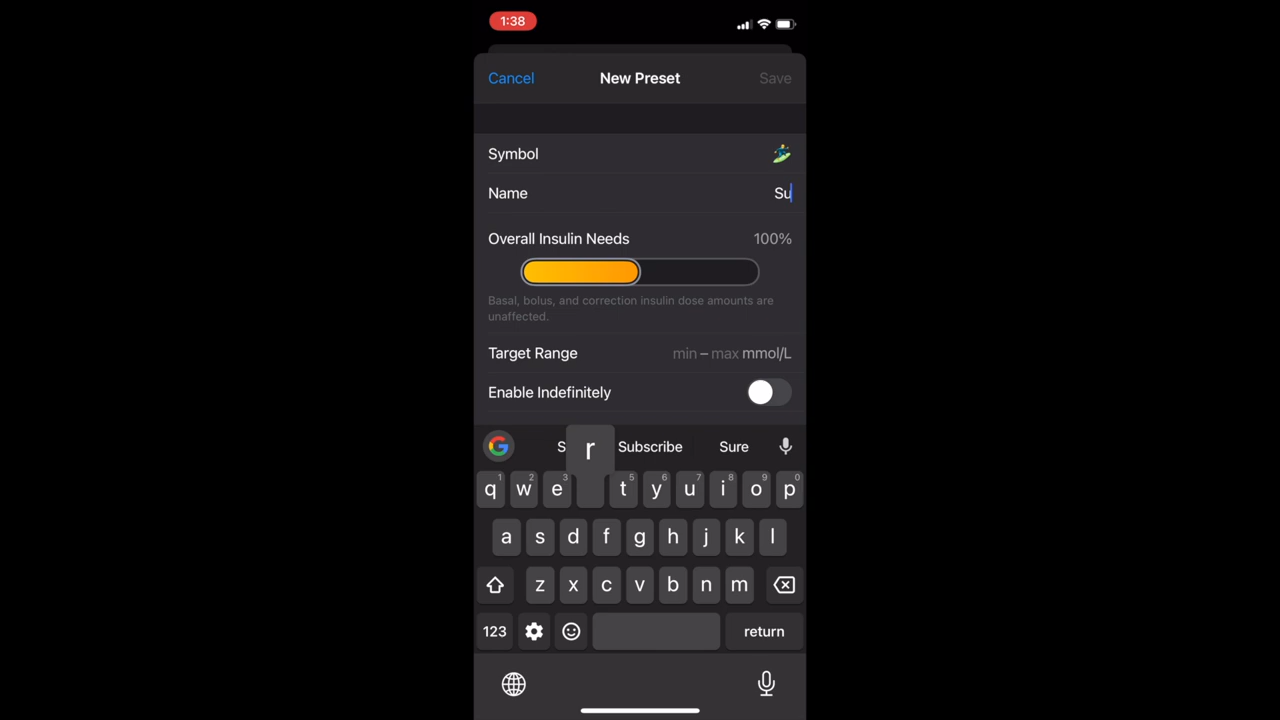 1:38
Cancel New Preset Save
Symbol
Name Su
Overall Insulin Needs 100%
Basal, bolus, and correction insulin dose amounts are
unaffected.
Target Range min – max mmol/L
Enable Indefinitely
S r Subscribe Sure
1 2 3 5 6 7 8 9 0
q w e t y u i o p
a s d f g h j k l
z x c v b n m
123 return